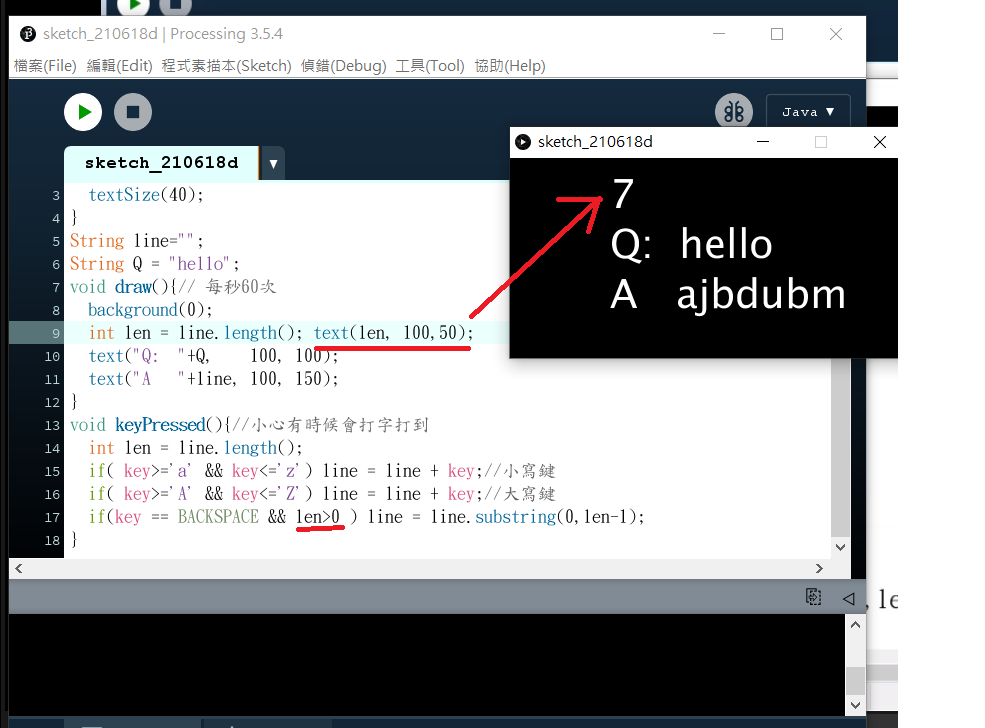 sketch_210618d | Processing 3.5.4
檔案(File) 編輯(Edit) 程式素描本(Sketch) 偵錯(Debug) 工具(Tool) 協助(Help)
Java ▼
sketch_210618d ▼
3 textSize(40);
4 }
5 String line="";
6 String Q = "hello";
7 void draw(){// 每秒60次
8 background(0);
9 int len = line.length(); text(len, 100,50);
10 text("Q:  "+Q,    100, 100);
11 text("A   "+line, 100, 150);
12 }
13 void keyPressed(){//小心有時候會打字打到
14 int len = line.length();
15 if( key>='a' && key<='z') line = line + key;//小寫鍵
16 if( key>='A' && key<='Z') line = line + key;//大寫鍵
17 if(key == BACKSPACE && len>0 ) line = line.substring(0,len-1);
18 }
sketch_210618d
7
Q: hello
A ajbdubm
, le